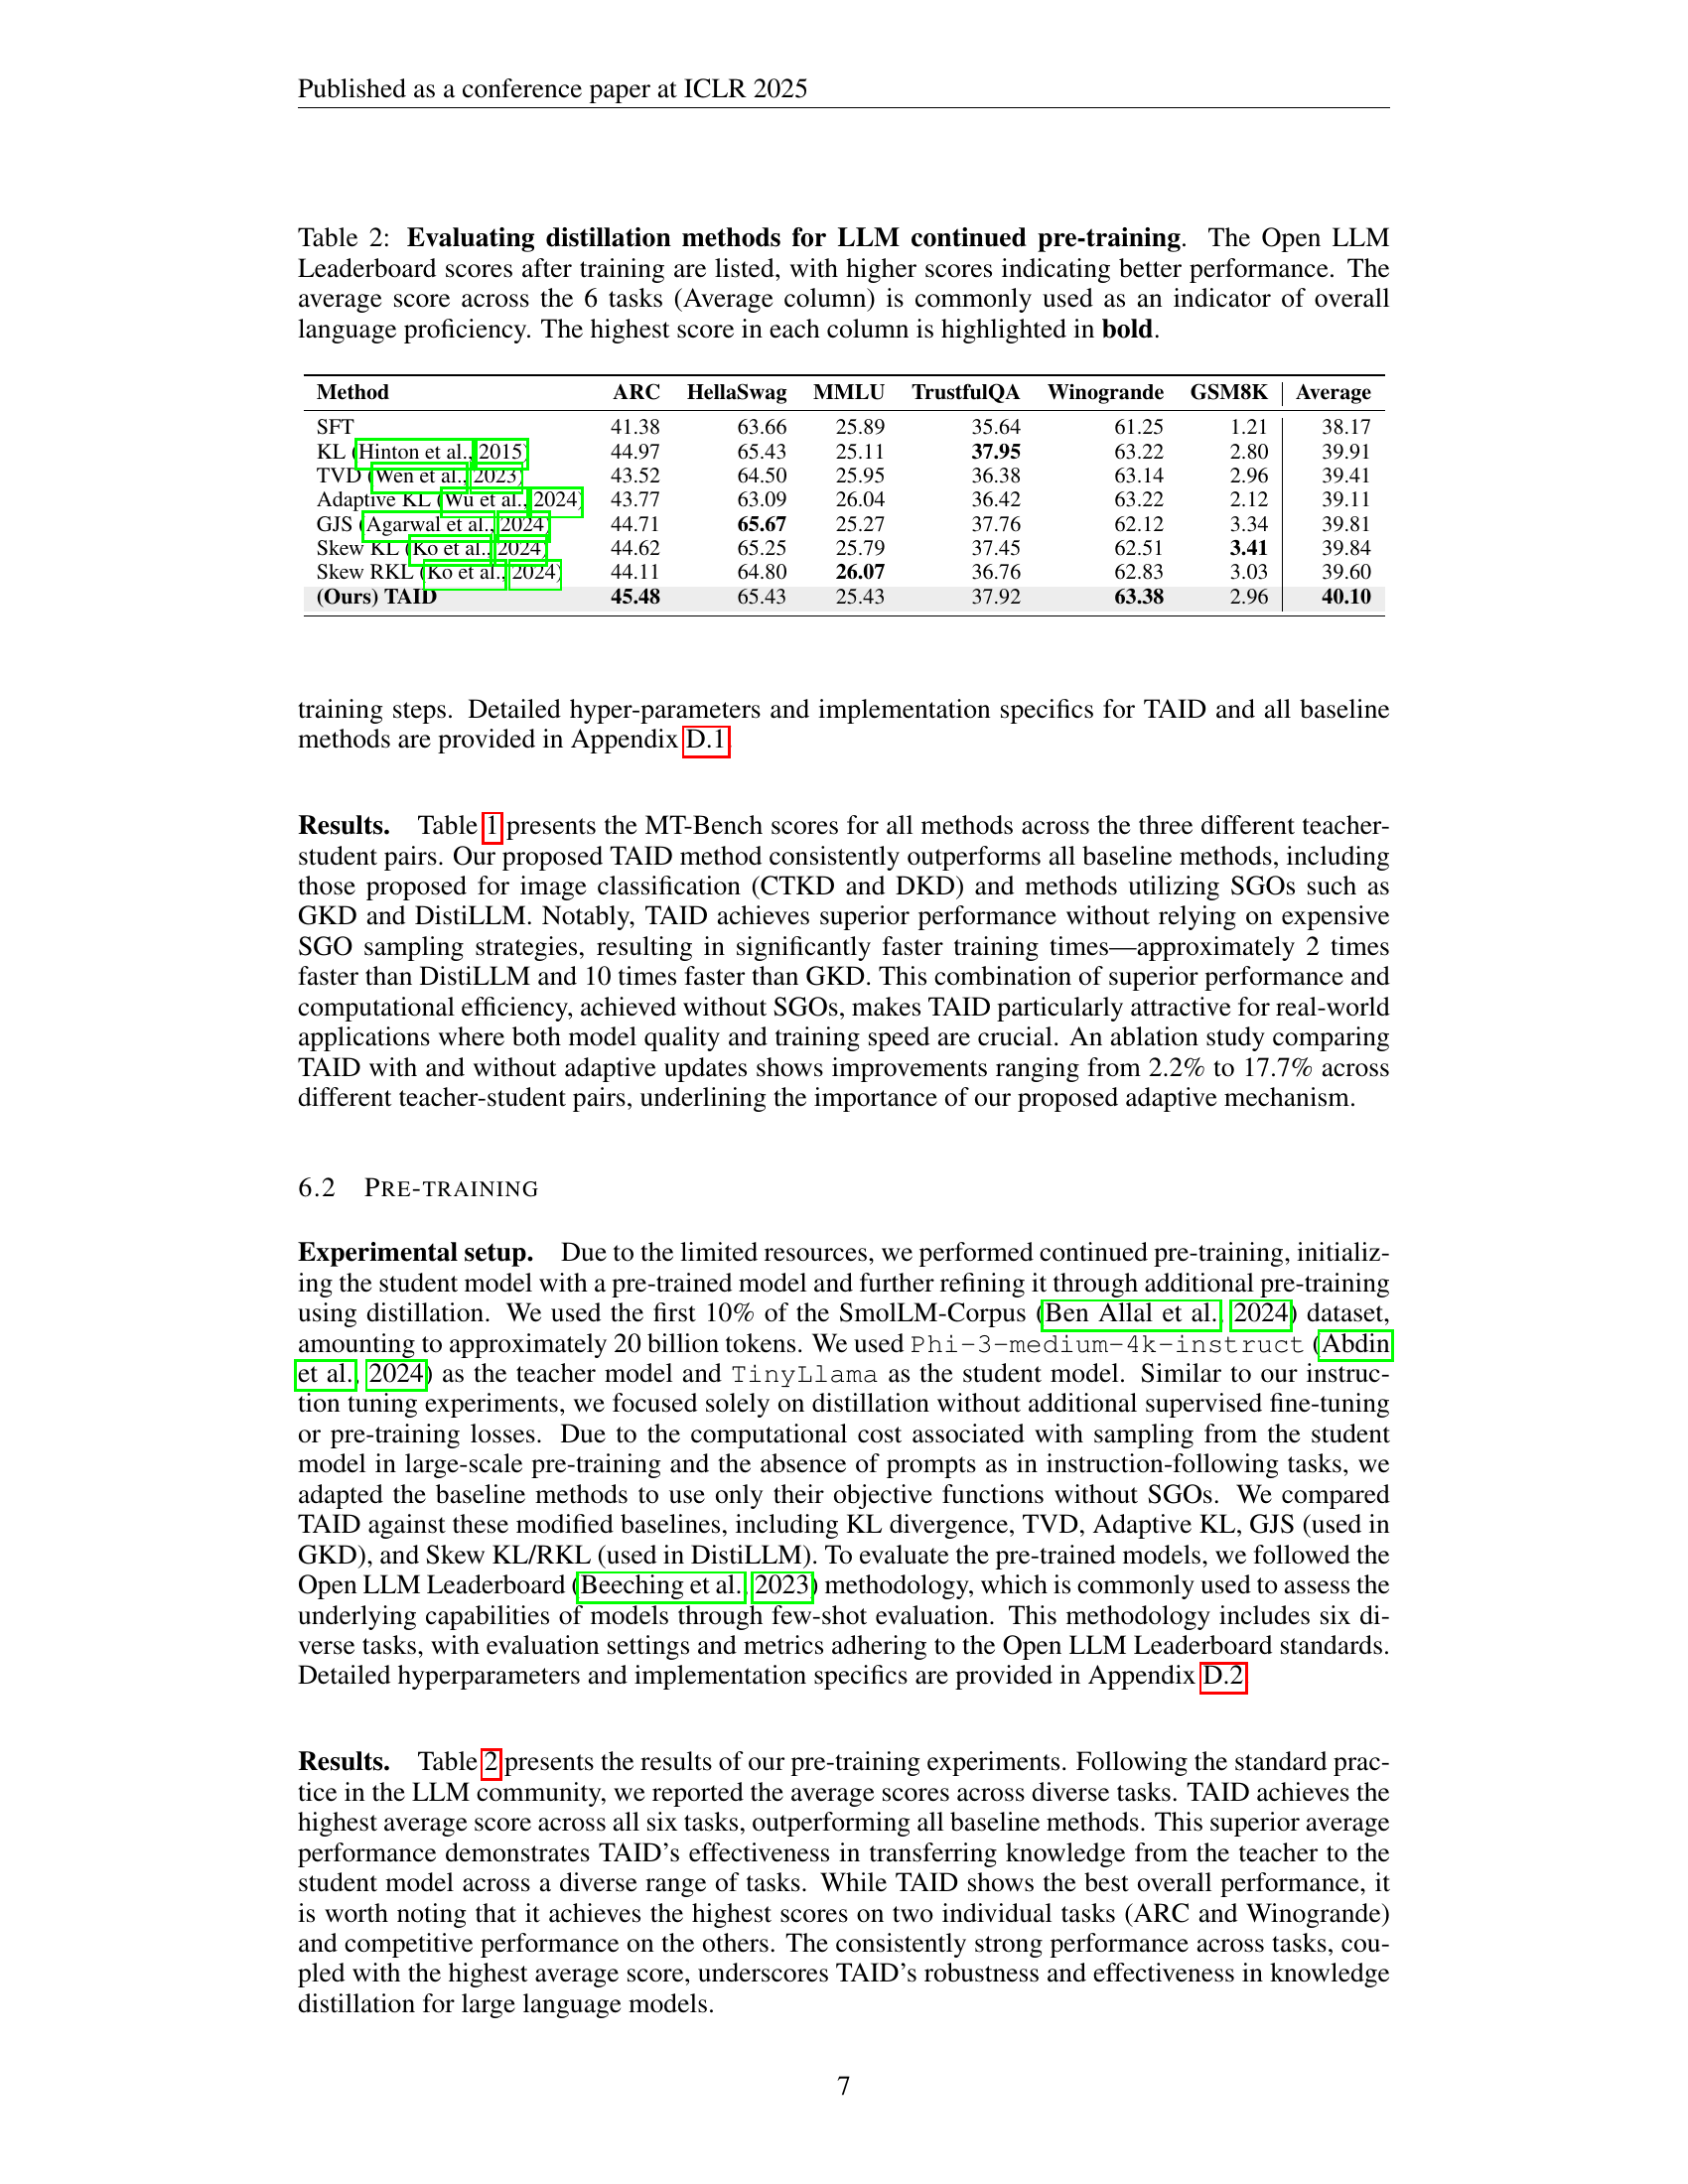 Published as a conference paper at ICLR 2025
Table 2: Evaluating distillation methods for LLM continued pre-training. The Open LLM
Leaderboard scores after training are listed, with higher scores indicating better performance. The
average score across the 6 tasks (Average column) is commonly used as an indicator of overall
language proficiency. The highest score in each column is highlighted in bold.
Method ARC HellaSwag MMLU TrustfulQA Winogrande GSM8K Average
SFT 41.38 63.66 25.89 35.64 61.25 1.21 38.17
KL (Hinton et al., 2015) 44.97 65.43 25.11 37.95 63.22 2.80 39.91
TVD (Wen et al., 2023) 43.52 64.50 25.95 36.38 63.14 2.96 39.41
Adaptive KL (Wu et al., 2024) 43.77 63.09 26.04 36.42 63.22 2.12 39.11
GJS (Agarwal et al., 2024) 44.71 65.67 25.27 37.76 62.12 3.34 39.81
Skew KL (Ko et al., 2024) 44.62 65.25 25.79 37.45 62.51 3.41 39.84
Skew RKL (Ko et al., 2024) 44.11 64.80 26.07 36.76 62.83 3.03 39.60
(Ours) TAID 45.48 65.43 25.43 37.92 63.38 2.96 40.10
training steps. Detailed hyper-parameters and implementation specifics for TAID and all baseline
methods are provided in Appendix D.1.
Results. Table 1 presents the MT-Bench scores for all methods across the three different teacher-
student pairs. Our proposed TAID method consistently outperforms all baseline methods, including
those proposed for image classification (CTKD and DKD) and methods utilizing SGOs such as
GKD and DistiLLM. Notably, TAID achieves superior performance without relying on expensive
SGO sampling strategies, resulting in significantly faster training times—approximately 2 times
faster than DistiLLM and 10 times faster than GKD. This combination of superior performance and
computational efficiency, achieved without SGOs, makes TAID particularly attractive for real-world
applications where both model quality and training speed are crucial. An ablation study comparing
TAID with and without adaptive updates shows improvements ranging from 2.2% to 17.7% across
different teacher-student pairs, underlining the importance of our proposed adaptive mechanism.
6.2 PRE-TRAINING
Experimental setup. Due to the limited resources, we performed continued pre-training, initializ-
ing the student model with a pre-trained model and further refining it through additional pre-training
using distillation. We used the first 10% of the SmolLM-Corpus (Ben Allal et al., 2024) dataset,
amounting to approximately 20 billion tokens. We used Phi-3-medium-4k-instruct (Abdin
et al., 2024) as the teacher model and TinyLlama as the student model. Similar to our instruc-
tion tuning experiments, we focused solely on distillation without additional supervised fine-tuning
or pre-training losses. Due to the computational cost associated with sampling from the student
model in large-scale pre-training and the absence of prompts as in instruction-following tasks, we
adapted the baseline methods to use only their objective functions without SGOs. We compared
TAID against these modified baselines, including KL divergence, TVD, Adaptive KL, GJS (used in
GKD), and Skew KL/RKL (used in DistiLLM). To evaluate the pre-trained models, we followed the
Open LLM Leaderboard (Beeching et al., 2023) methodology, which is commonly used to assess the
underlying capabilities of models through few-shot evaluation. This methodology includes six di-
verse tasks, with evaluation settings and metrics adhering to the Open LLM Leaderboard standards.
Detailed hyperparameters and implementation specifics are provided in Appendix D.2.
Results. Table 2 presents the results of our pre-training experiments. Following the standard prac-
tice in the LLM community, we reported the average scores across diverse tasks. TAID achieves the
highest average score across all six tasks, outperforming all baseline methods. This superior average
performance demonstrates TAID's effectiveness in transferring knowledge from the teacher to the
student model across a diverse range of tasks. While TAID shows the best overall performance, it
is worth noting that it achieves the highest scores on two individual tasks (ARC and Winogrande)
and competitive performance on the others. The consistently strong performance across tasks, cou-
pled with the highest average score, underscores TAID's robustness and effectiveness in knowledge
distillation for large language models.
7